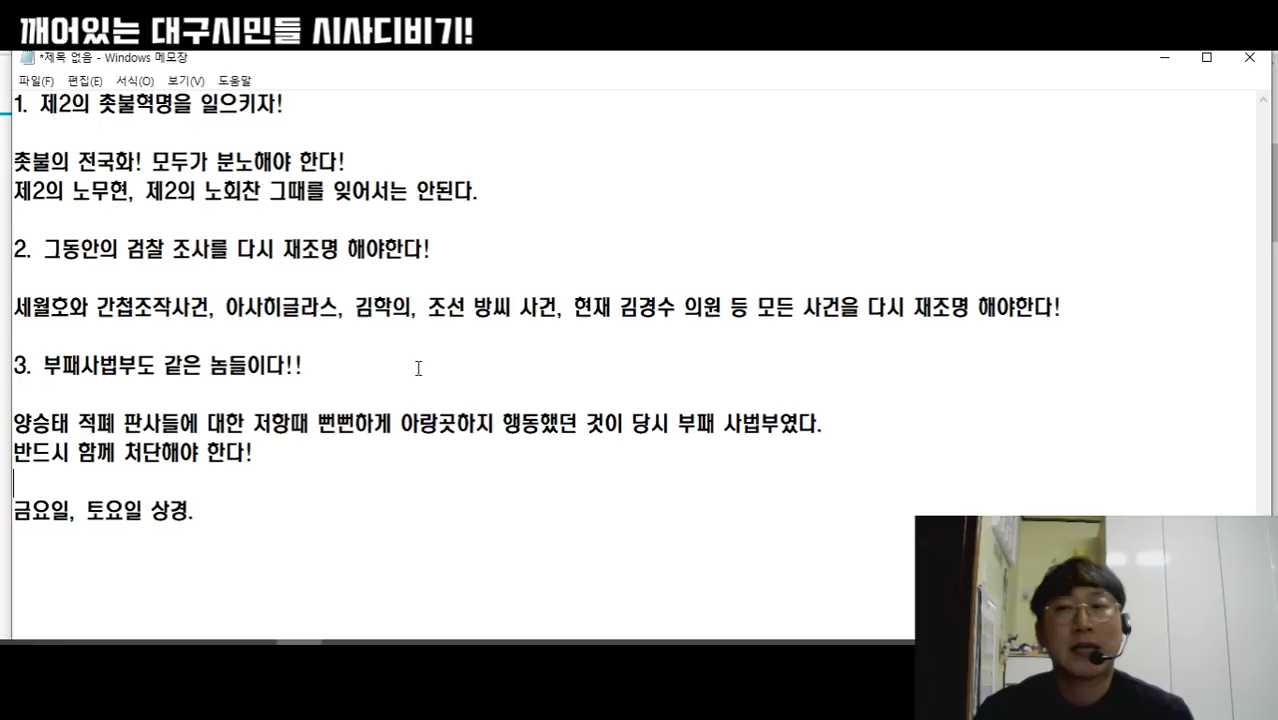 깨어있는 대구시민들 시사디비기!
*제목 없음 - Windows 메모장
파일(F) 편집(E) 서식(O) 보기(V) 도움말
1. 제2의 촛불혁명을 일으키자!
촛불의 전국화! 모두가 분노해야 한다!
제2의 노무현, 제2의 노회찬 그때를 잊어서는 안된다.
2. 그동안의 검찰 조사를 다시 재조명 해야한다!
세월호와 간첩조작사건, 아사히글라스, 김학의, 조선 방씨 사건, 현재 김경수 의원 등 모든 사건을 다시 재조명 해야한다!
3. 부패사법부도 같은 놈들이다!!
양승태 적폐 판사들에 대한 저항때 뻔뻔하게 아랑곳하지 행동했던 것이 당시 부패 사법부였다.
반드시 함께 처단해야 한다!
금요일, 토요일 상경.